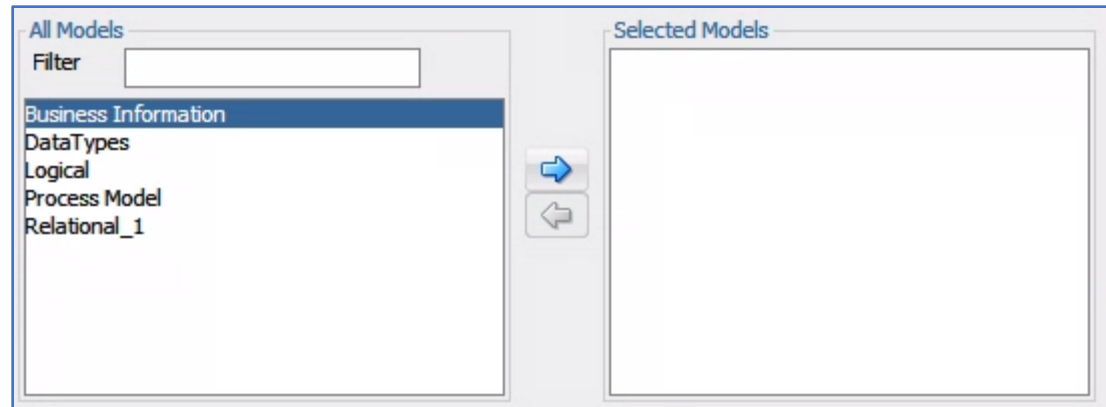 All Models
Filter
Business Information
DataTypes
Logical
Process Model
Relational_1
Selected Models